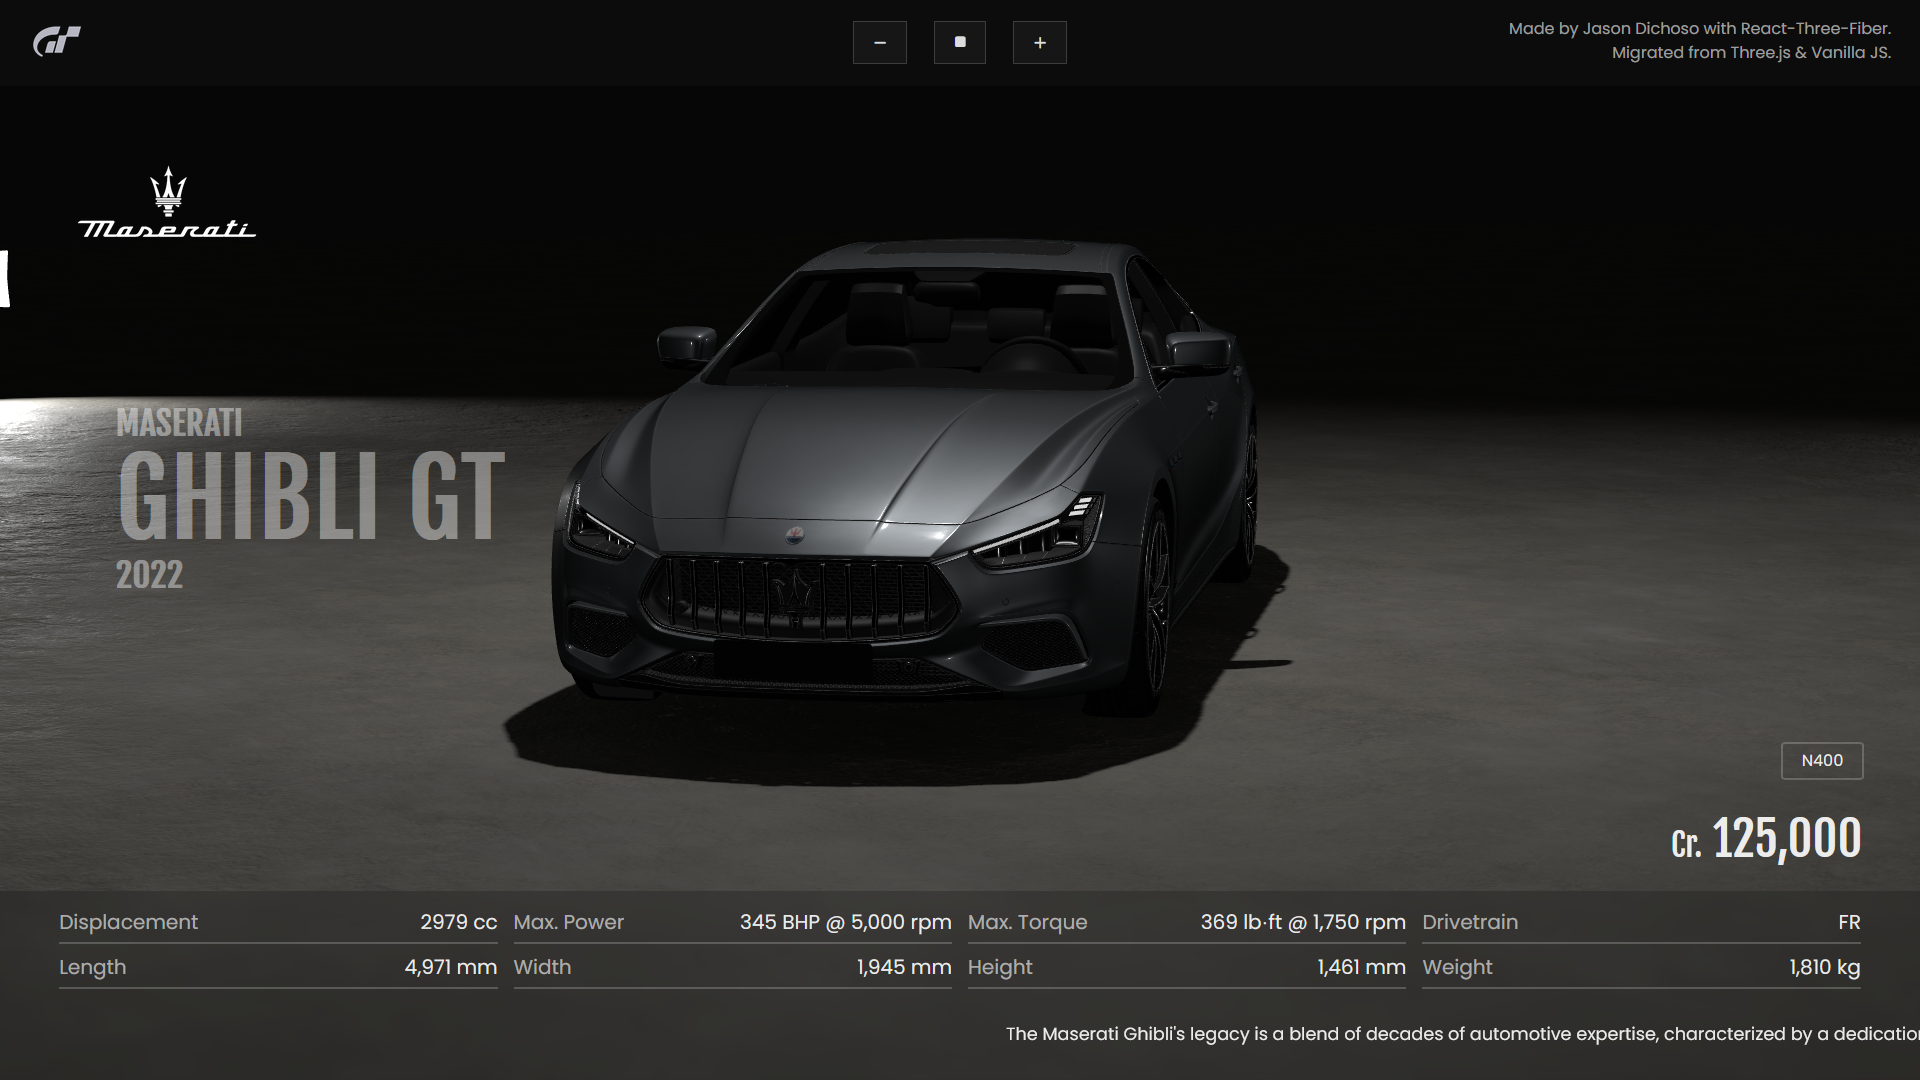 Made by Jason Dichoso with React-Three-Fiber.
Migrated from Three.js & Vanilla JS.
Maserati
MASERATI
GHIBLI GT
2022
N400
Cr. 125,000
Displacement 2979 cc
Max. Power 345 BHP @ 5,000 rpm
Max. Torque 369 lb·ft @ 1,750 rpm
Drivetrain FR
Length 4,971 mm
Width 1,945 mm
Height 1,461 mm
Weight 1,810 kg
The Maserati Ghibli's legacy is a blend of decades of automotive expertise, characterized by a dedicatio